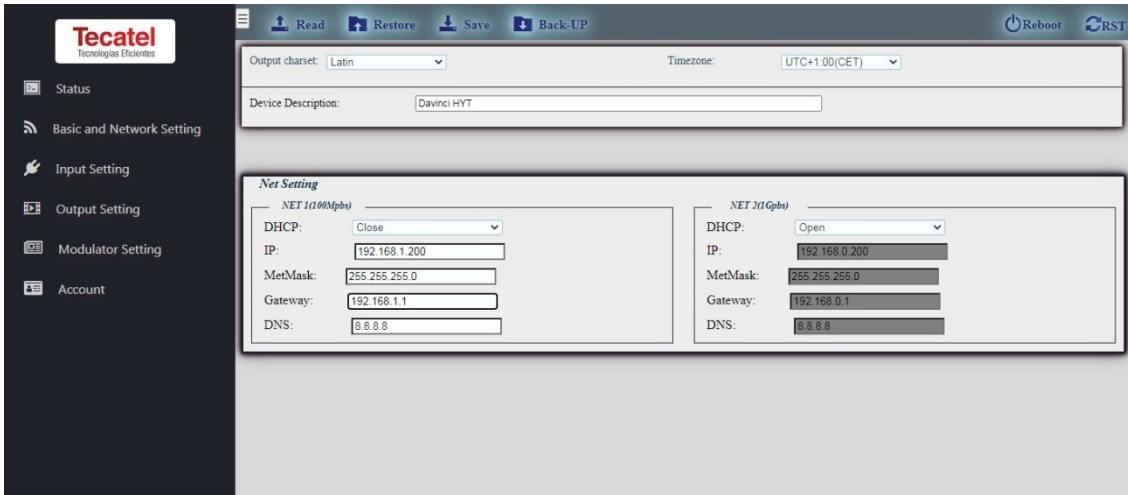 Tecatel
Tecnologías Eficientes
Status
Basic and Network Setting
Input Setting
Output Setting
Modulator Setting
Account
Read Restore Save Back-UP Reboot RST
Output charset: Latin Timezone: UTC+1:00(CET)
Device Description: Davinci HYT
Net Setting
NET 1(100Mpbs)
DHCP: Close
IP: 192.168.1.200
MetMask: 255.255.255.0
Gateway: 192.168.1.1
DNS: 8.8.8.8
NET 2(1Gpbs)
DHCP: Open
IP: 192.168.0.200
MetMask: 255.255.255.0
Gateway: 192.168.0.1
DNS: 8.8.8.8